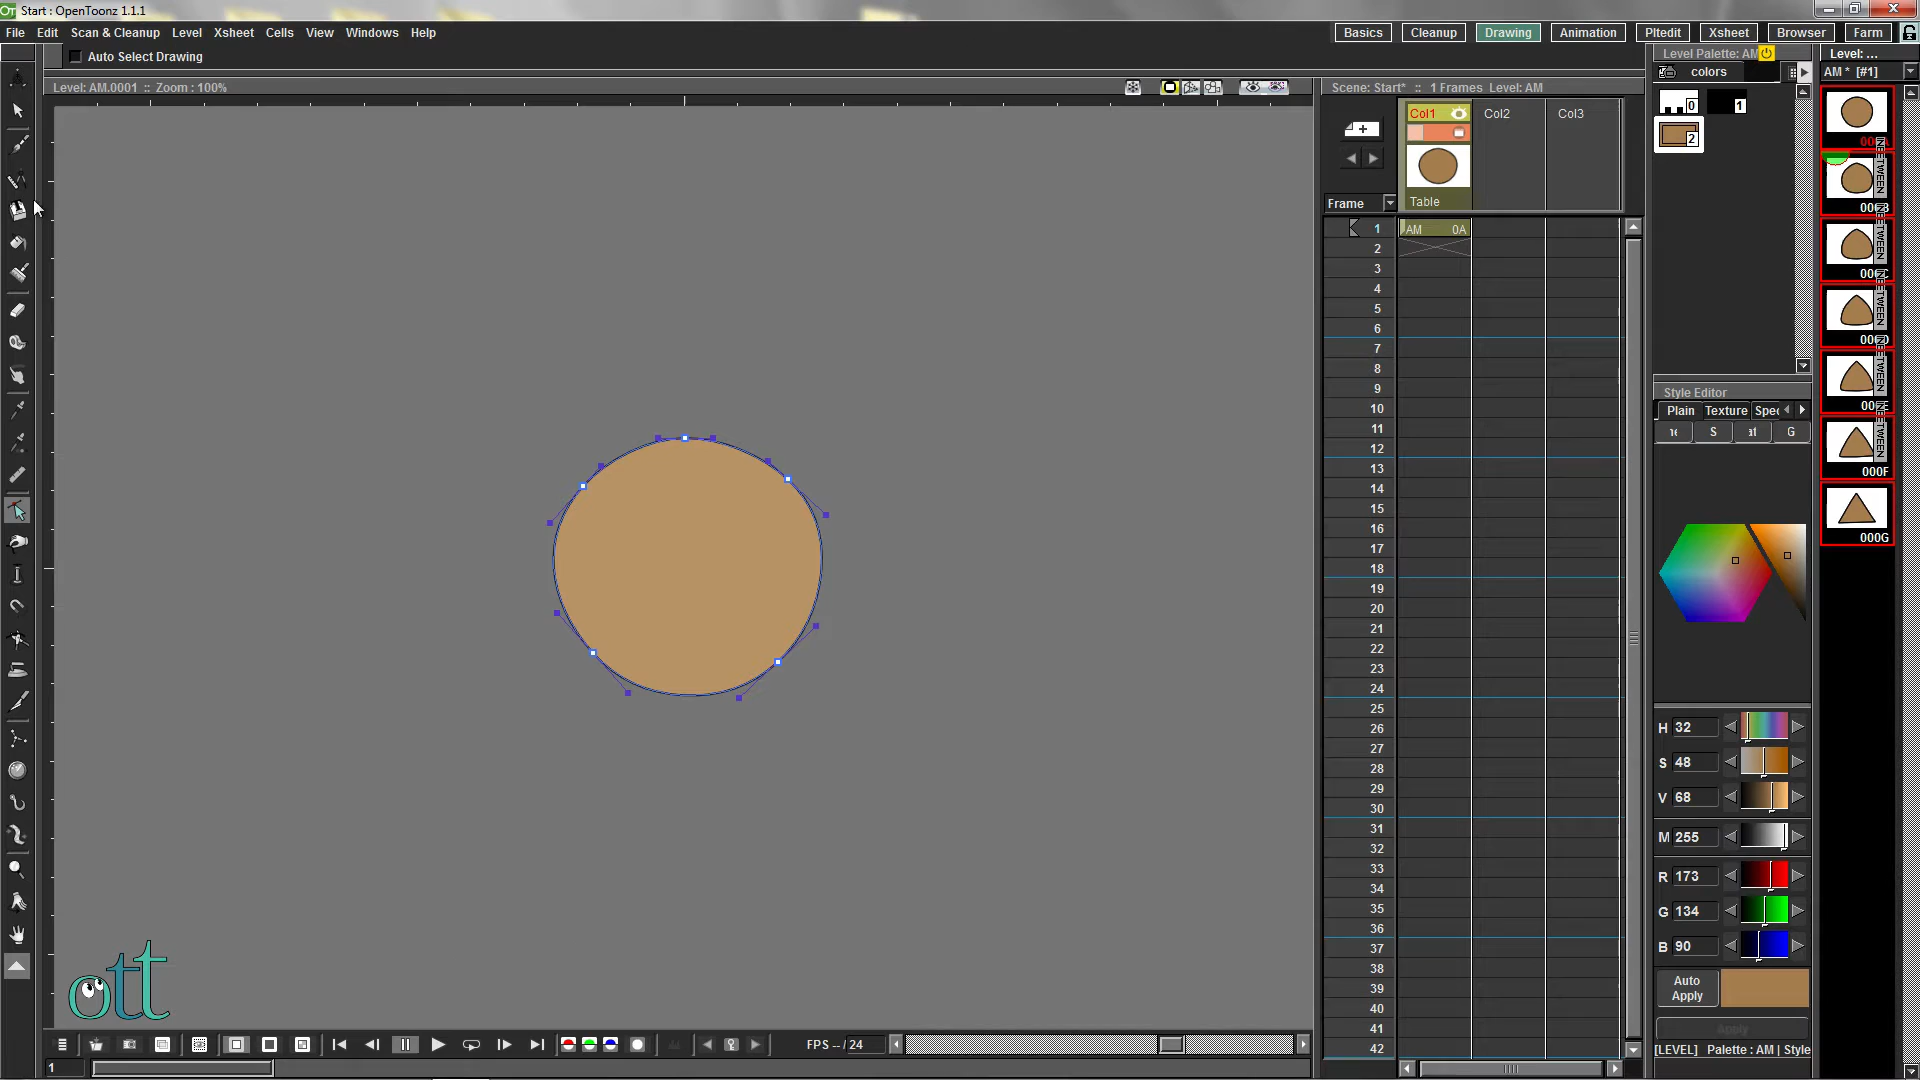 Start : OpenToonz 1.1.1
File Edit Scan & Cleanup Level Xsheet Cells View Play Windows Help
Basics Cleanup Drawing Animation Pltedit Xsheet Browser Farm
Auto Select Drawing
Level: AM.0001 :: Zoom : 100%
Scene: Start* :: 1 Frames Level: AM
Col1 Col2 Col3
Table
Frame
AM 0A
1
2
3
4
5
6
7
8
9
10
11
12
13
14
15
16
17
18
19
20
21
22
23
24
25
26
27
28
29
30
31
32
33
34
35
36
37
38
39
40
41
42
Level Palette: AM
colors
0 1
2
Style Editor
Plain Texture Spec
S G
H 32
S 48
V 68
M 255
R 173
G 134
B 90
Auto
Apply
Apply
[LEVEL] Palette : AM | Style
Level: ...
AM * [#1]
INBETWEEN
000F
000G
ott
FPS -- / 24
1